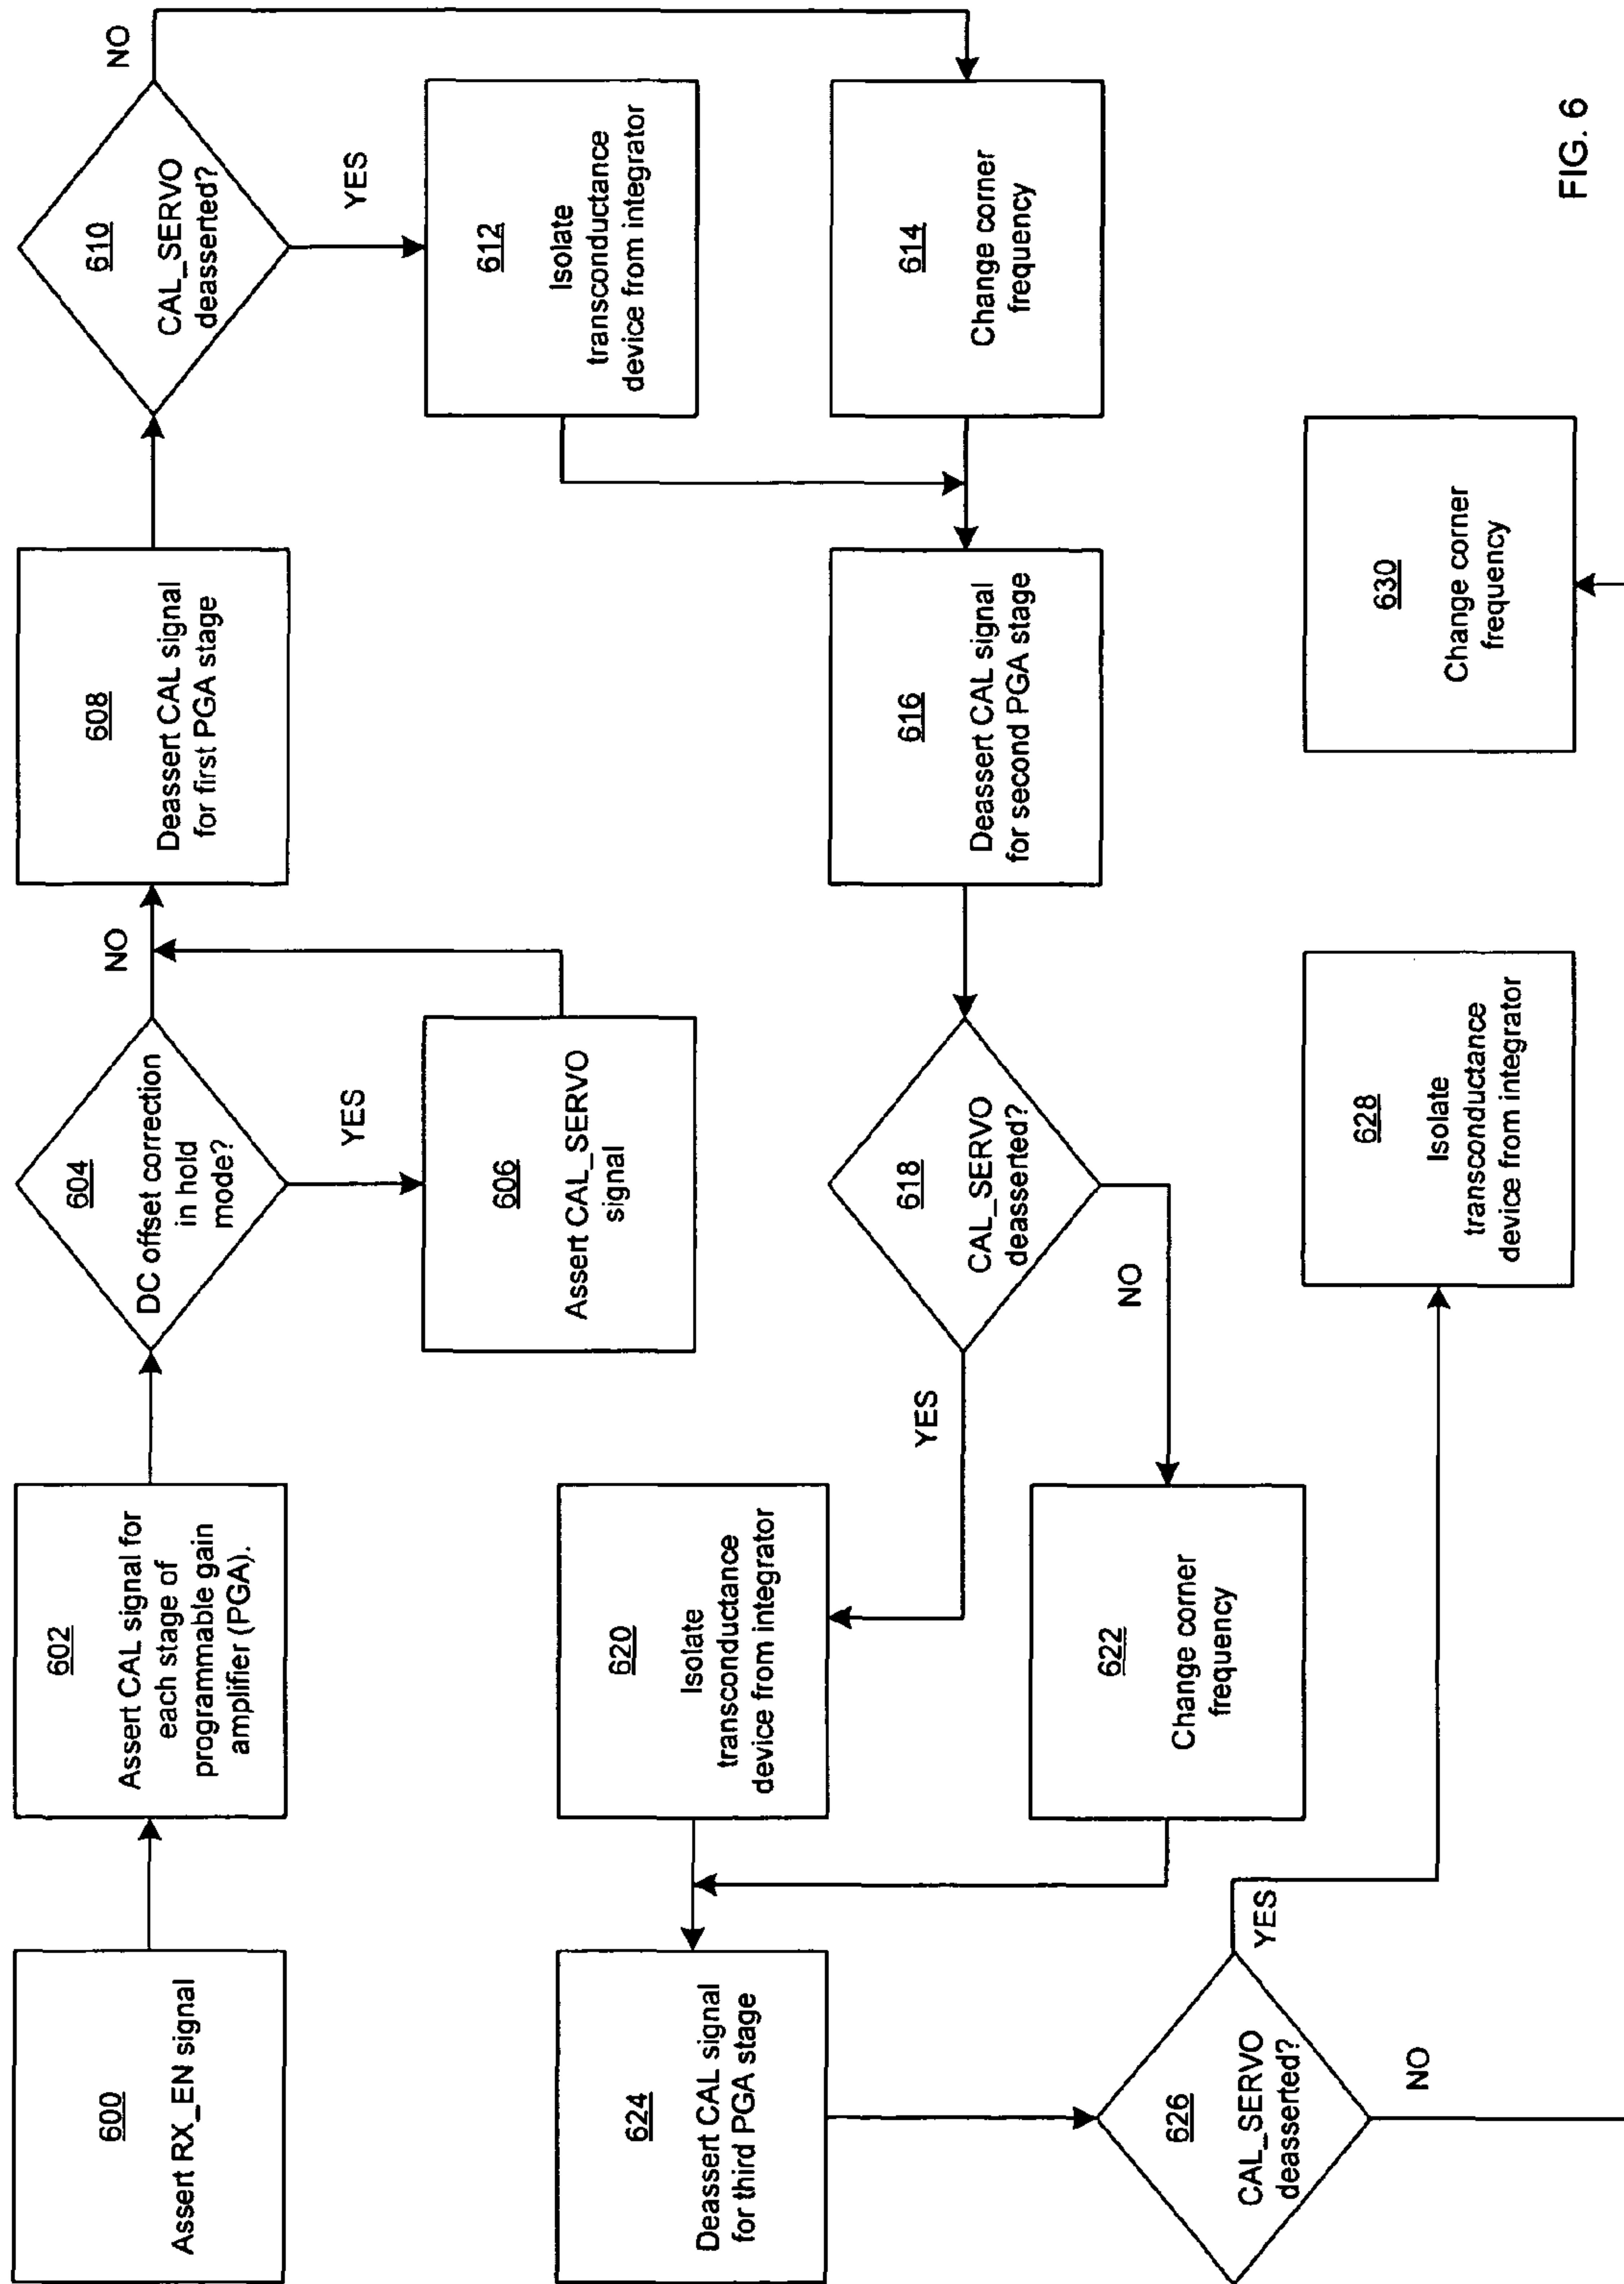 600
Assert RX_EN signal
602
Assert CAL signal for
each stage of
programmable gain
amplifier (PGA).
604
DC offset correction
in hold
mode?
NO
YES
606
Assert CAL_SERVO
signal
608
Deassert CAL signal
for first PGA stage
610
CAL_SERVO
deasserted?
NO
YES
612
Isolate
transconductance
device from integrator
614
Change corner
frequency
616
Deassert CAL signal
for second PGA stage
618
CAL_SERVO
deasserted?
YES
NO
620
Isolate
transconductance
device from integrator
622
Change corner
frequency
624
Deassert CAL signal
for third PGA stage
626
CAL_SERVO
deasserted?
YES
NO
628
Isolate
transconductance
device from integrator
630
Change corner
frequency
FIG. 6